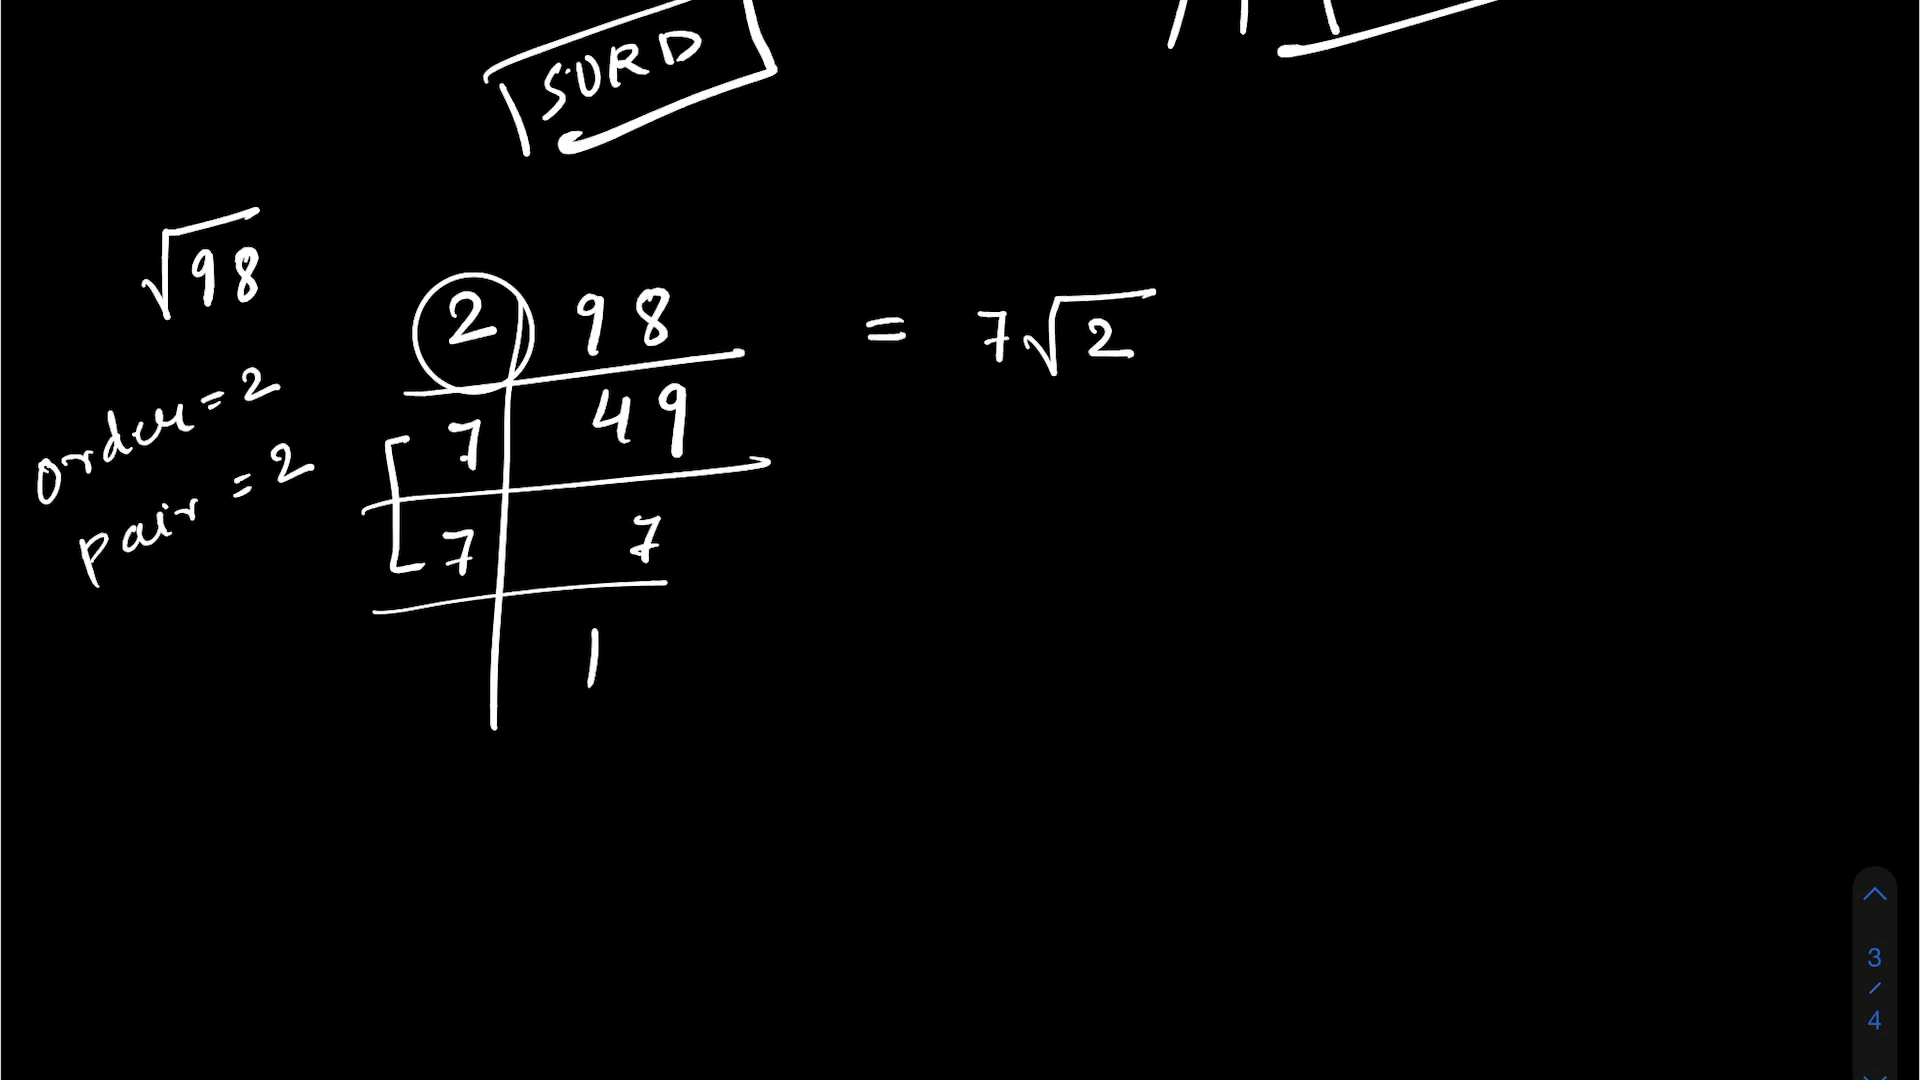 SURD
√98
2 98 = 7√2
order = 2
7 49
pair = 2
7 7
1
3
/
4